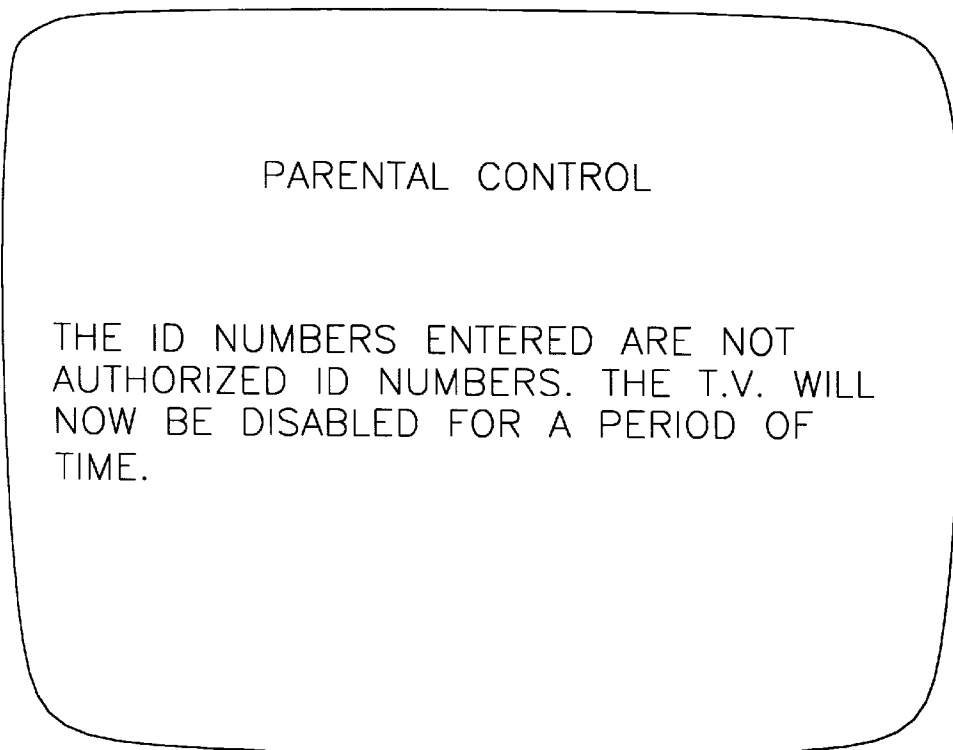 PARENTAL CONTROL
THE ID NUMBERS ENTERED ARE NOT
AUTHORIZED ID NUMBERS. THE T.V. WILL
NOW BE DISABLED FOR A PERIOD OF
TIME.